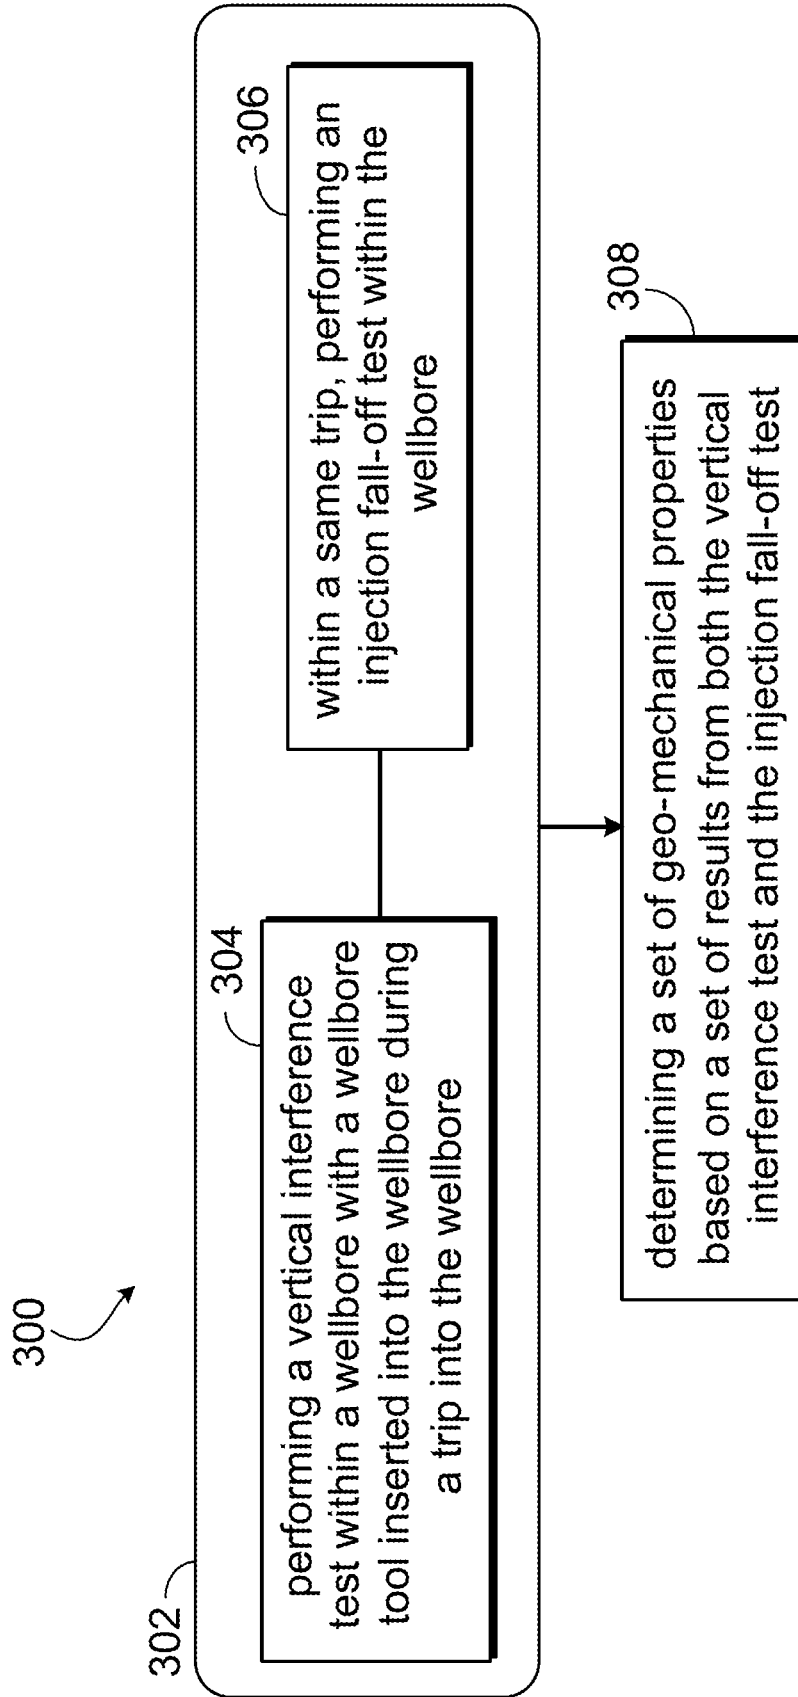 300
302
304
performing a vertical interference
test within a wellbore with a wellbore
tool inserted into the wellbore during
a trip into the wellbore
306
within a same trip, performing an
injection fall-off test within the
wellbore
308
determining a set of geo-mechanical properties
based on a set of results from both the vertical
interference test and the injection fall-off test